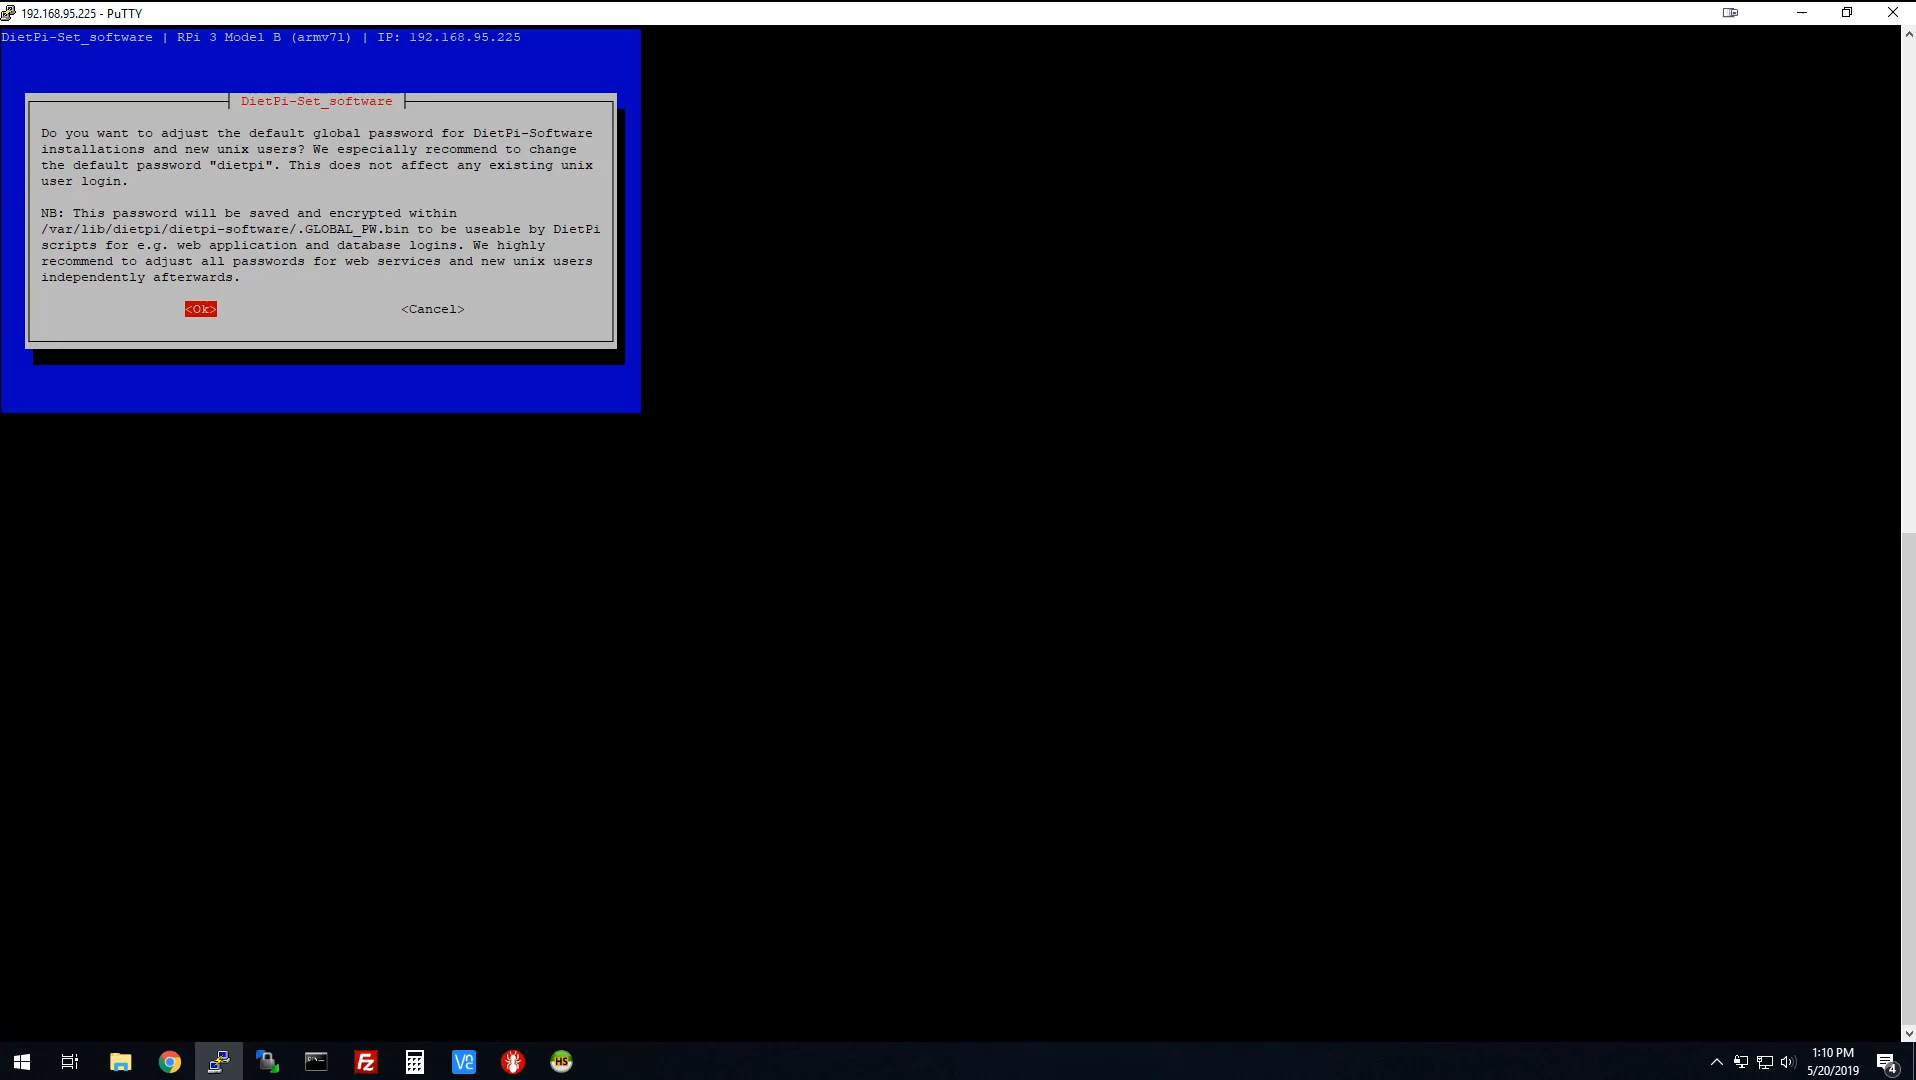 192.168.95.225 - PuTTY
DietPi-Set_software | RPi 3 Model B (armv7l) | IP: 192.168.95.225
DietPi-Set_software
Do you want to adjust the default global password for DietPi-Software
installations and new unix users? We especially recommend to change
the default password "dietpi". This does not affect any existing unix
user login.
NB: This password will be saved and encrypted within
/var/lib/dietpi/dietpi-software/.GLOBAL_PW.bin to be useable by DietPi
scripts for e.g. web application and database logins. We highly
recommend to adjust all passwords for web services and new unix users
independently afterwards.
<Ok> <Cancel>
FZ
V2
HS
1:10 PM
5/20/2019
4